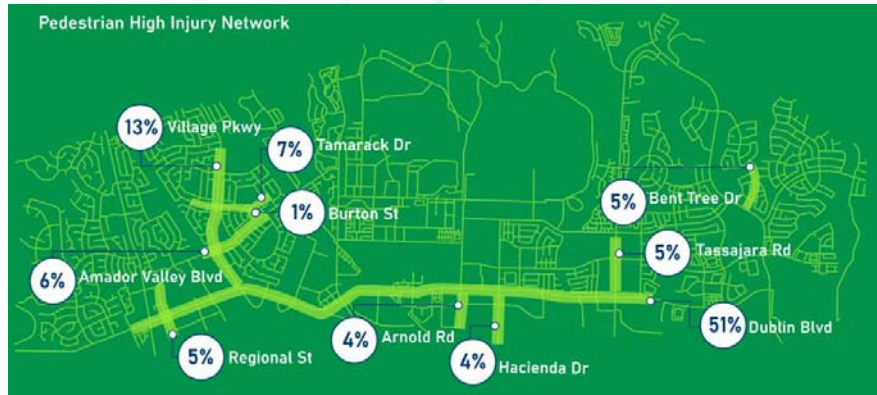 Pedestrian High Injury Network
13% Village Pkwy
7% Tamarack Dr
1% Burton St
5% Bent Tree Dr
5% Tassajara Rd
6% Amador Valley Blvd
51% Dublin Blvd
4% Arnold Rd
5% Regional St
4% Hacienda Dr